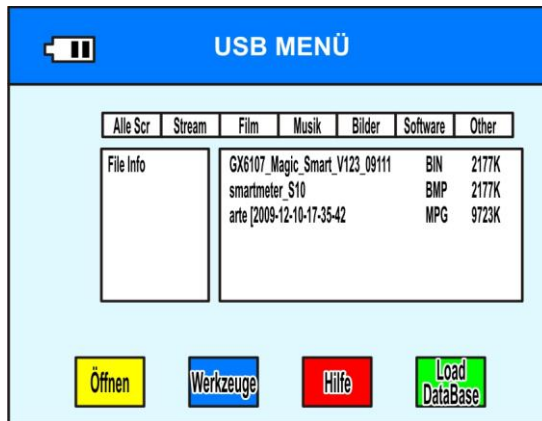 USB MENÜ
Alle Scr Stream Film Musik Bilder Software Other
File Info
GX6107_Magic_Smart_V123_09111 BIN 2177K
smartmeter_S10 BMP 2177K
arte [2009-12-10-17-35-42 MPG 9723K
Öffnen Werkzeuge Hilfe Load DataBase